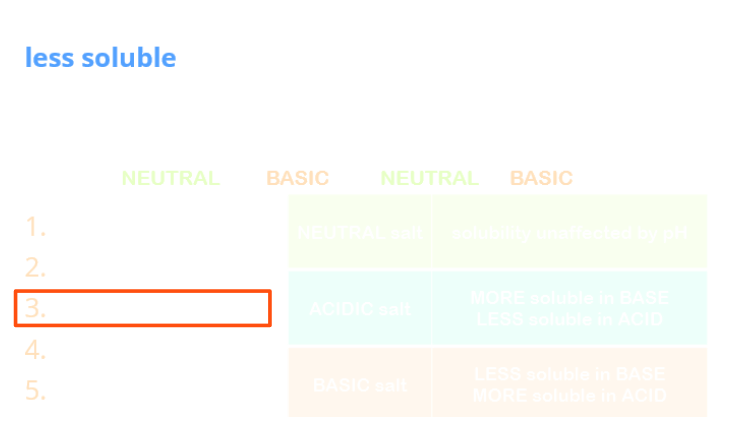 less soluble
NEUTRAL BASIC NEUTRAL BASIC
1.
2.
3.
4.
5.
NEUTRAL salt solubility unaffected by pH
ACIDIC salt MORE soluble in BASE
LESS soluble in ACID
BASIC salt LESS soluble in BASE
MORE soluble in ACID